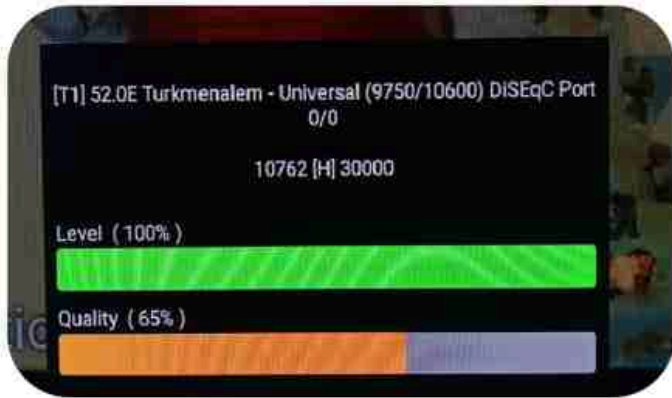 [T1] 52.0E Turkmenalem - Universal (9750/10600) DiSEqC Port
0/0
10762 [H] 30000
Level ( 100% )
Quality ( 65% )